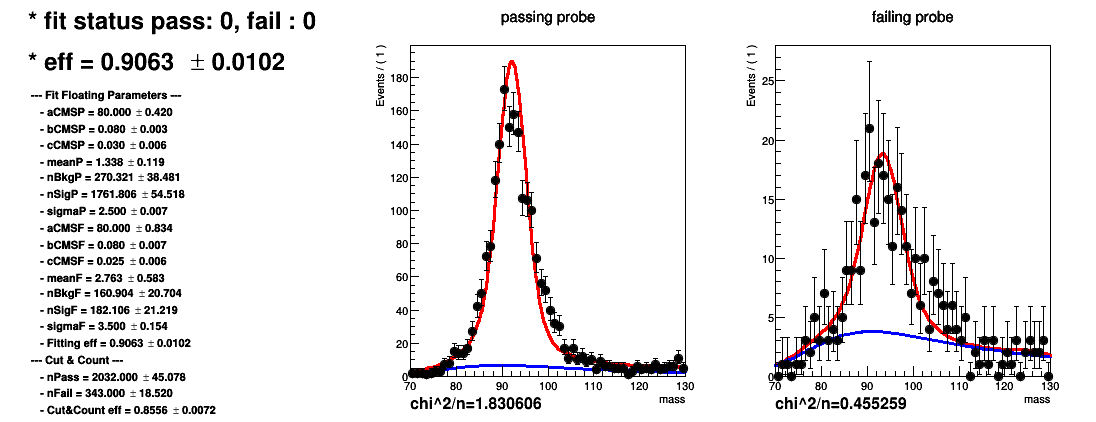 * fit status pass: 0, fail : 0
* eff = 0.9063 ± 0.0102
--- Fit Floating Parameters ---
- aCMSP = 80.000 ± 0.420
- bCMSP = 0.080 ± 0.003
- cCMSP = 0.030 ± 0.006
- meanP = 1.338 ± 0.119
- nBkgP = 270.321 ± 38.481
- nSigP = 1761.806 ± 54.518
- sigmaP = 2.500 ± 0.007
- aCMSF = 80.000 ± 0.834
- bCMSF = 0.080 ± 0.007
- cCMSF = 0.025 ± 0.006
- meanF = 2.763 ± 0.583
- nBkgF = 160.904 ± 20.704
- nSigF = 182.106 ± 21.219
- sigmaF = 3.500 ± 0.154
- Fitting eff = 0.9063 ± 0.0102
--- Cut & Count ---
- nPass = 2032.000 ± 45.078
- nFail = 343.000 ± 18.520
- Cut&Count eff = 0.8556 ± 0.0072
passing probe
Events / ( 1 )
180
160
140
120
100
80
60
40
20
0
70 80 90 100 110 120 130
mass
chi^2/n=1.830606
failing probe
Events / ( 1 )
25
20
15
10
5
0
70 80 90 100 110 120 130
mass
chi^2/n=0.455259